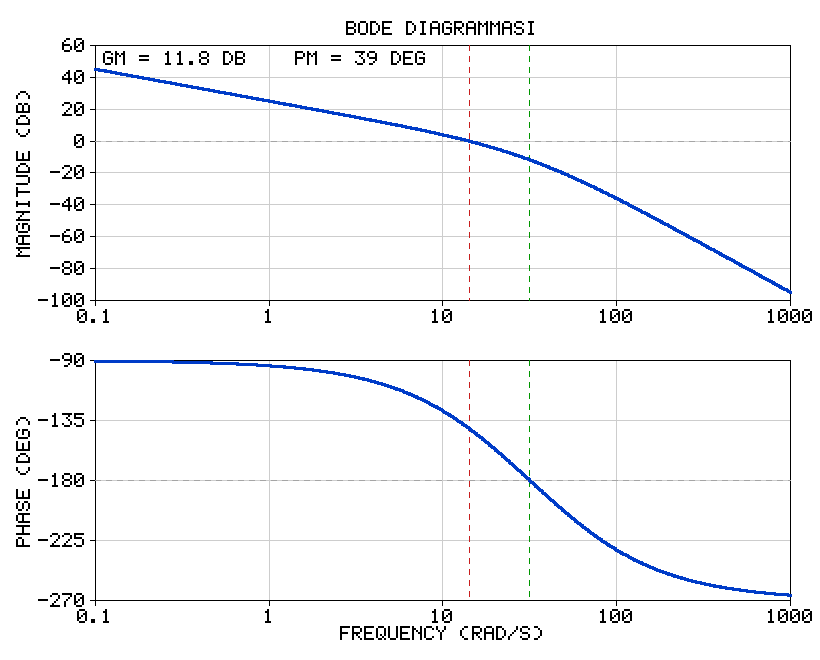 BODE DIAGRAMMASI
GM = 11.8 DB PM = 39 DEG
MAGNITUDE (DB)
60
40
20
0
-20
-40
-60
-80
-100
0.1 1 10 100 1000
PHASE (DEG)
-90
-135
-180
-225
-270
0.1 1 10 100 1000
FREQUENCY (RAD/S)